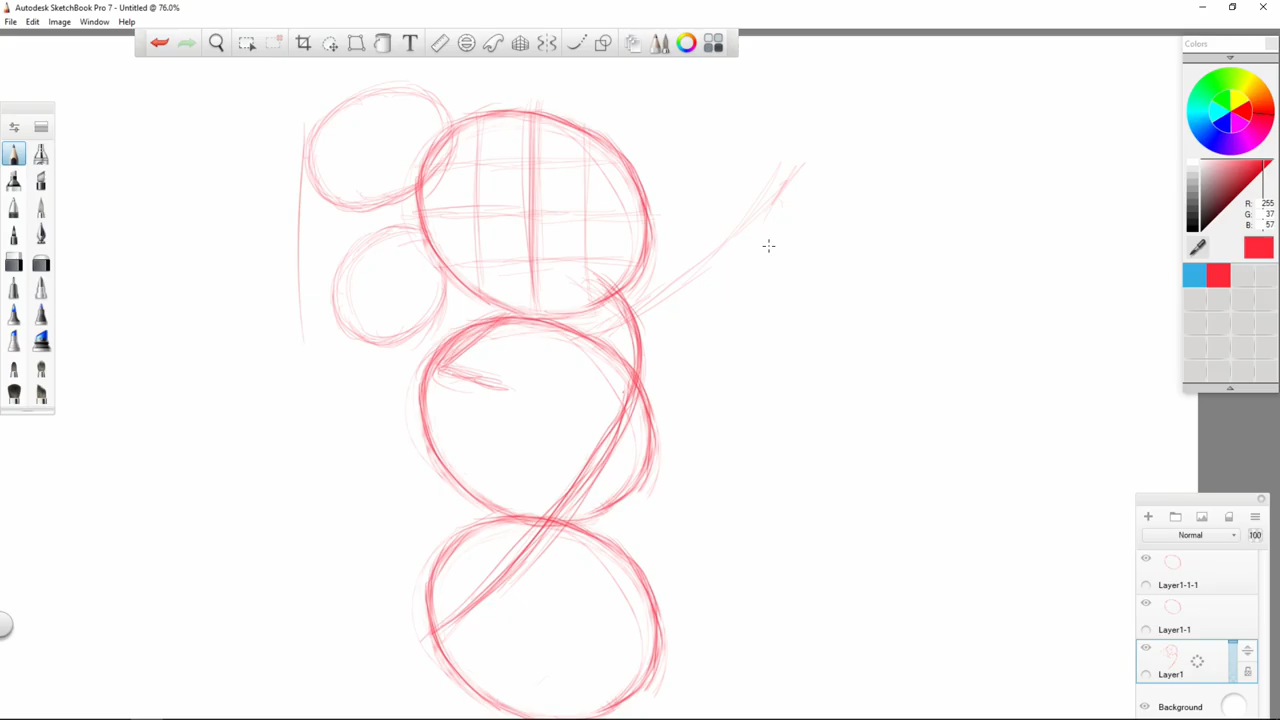 Autodesk SketchBook Pro 7 - Untitled @ 76.0%
File Edit Image Window Help
Colors
R: 255
G: 37
B: 57
Normal 100
Layer1-1-1
Layer1-1
Layer1
Background